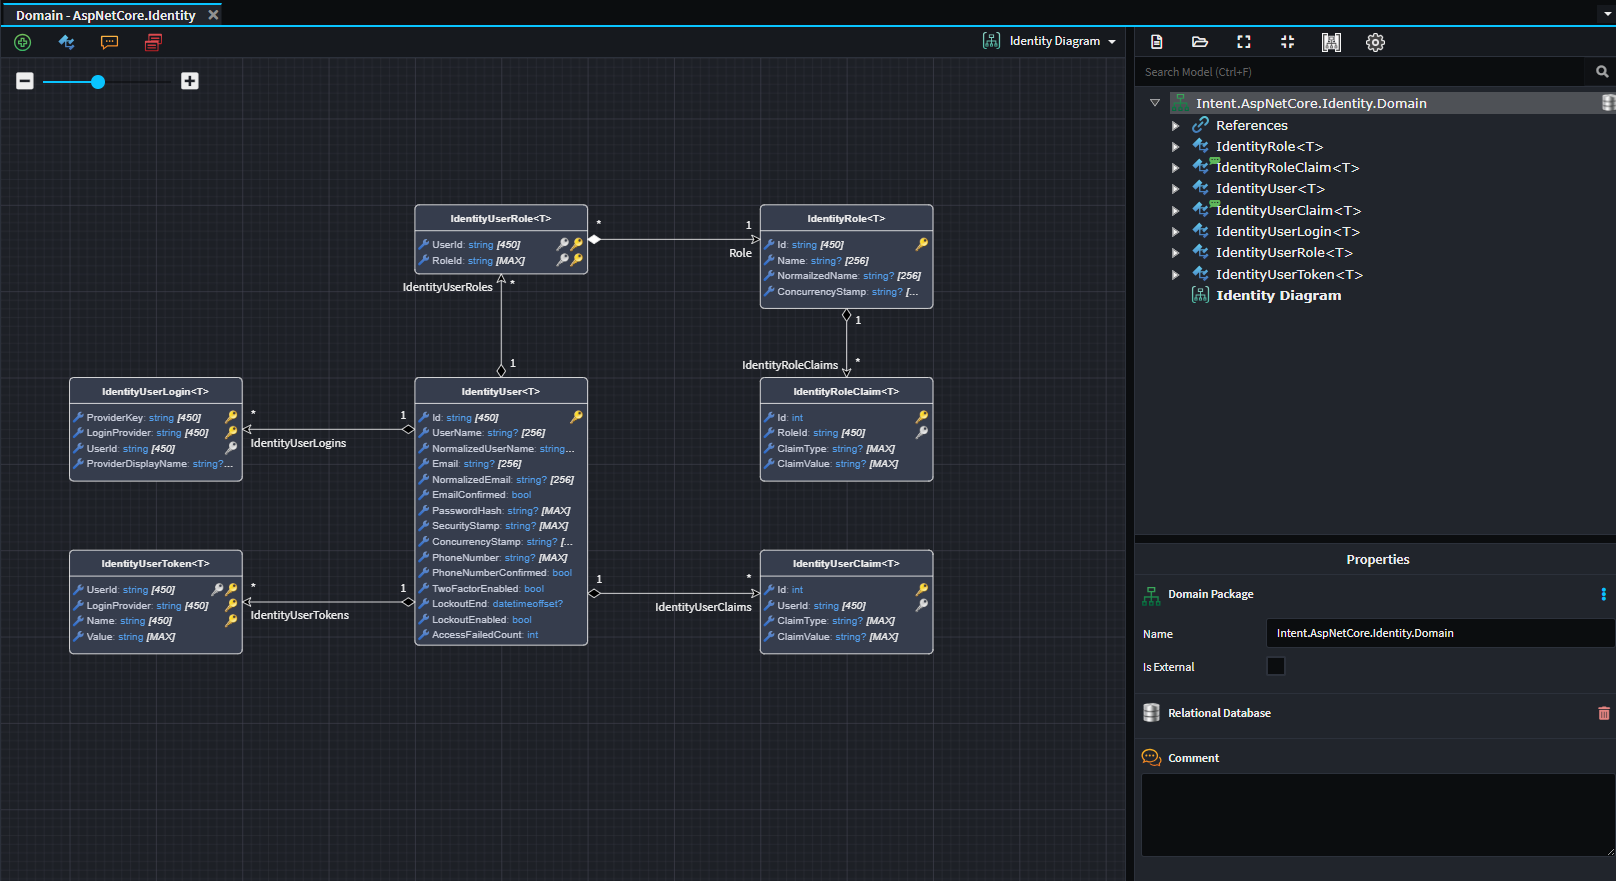 Domain - AspNetCore.Identity
Identity Diagram
IdentityUserRole<T>
UserId: string [450]
RoleId: string [MAX]
*
1
Role
IdentityRole<T>
Id: string [450]
Name: string? [256]
NormailzedName: string? [256]
ConcurrencyStamp: string? [...
IdentityUserRoles
*
1
1
IdentityRoleClaims
*
IdentityUserLogin<T>
ProviderKey: string [450]
LoginProvider: string [450]
UserId: string [450]
ProviderDisplayName: string?...
*
1
IdentityUserLogins
IdentityUser<T>
Id: string [450]
UserName: string? [256]
NormalizedUserName: string...
Email: string? [256]
NormalizedEmail: string? [256]
EmailConfirmed: bool
PasswordHash: string? [MAX]
SecurityStamp: string? [MAX]
ConcurrencyStamp: string? [...
PhoneNumber: string? [MAX]
PhoneNumberConfirmed: bool
TwoFactorEnabled: bool
LockoutEnd: datetimeoffset?
LockoutEnabled: bool
AccessFailedCount: int
IdentityRoleClaim<T>
Id: int
RoleId: string [450]
ClaimType: string? [MAX]
ClaimValue: string? [MAX]
IdentityUserToken<T>
UserId: string [450]
LoginProvider: string [450]
Name: string [450]
Value: string [MAX]
*
1
IdentityUserTokens
1
*
IdentityUserClaims
IdentityUserClaim<T>
Id: int
UserId: string [450]
ClaimType: string? [MAX]
ClaimValue: string? [MAX]
Search Model (Ctrl+F)
Intent.AspNetCore.Identity.Domain
References
IdentityRole<T>
IdentityRoleClaim<T>
IdentityUser<T>
IdentityUserClaim<T>
IdentityUserLogin<T>
IdentityUserRole<T>
IdentityUserToken<T>
Identity Diagram
Properties
Domain Package
Name
Intent.AspNetCore.Identity.Domain
Is External
Relational Database
Comment